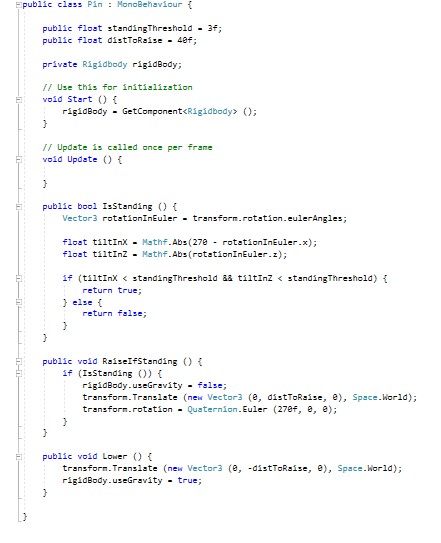 public class Pin : MonoBehaviour {
public float standingThreshold = 3f;
public float distToRaise = 40f;
private Rigidbody rigidBody;
// Use this for initialization
void Start () {
rigidBody = GetComponent<Rigidbody> ();
}
// Update is called once per frame
void Update () {
}
public bool IsStanding () {
Vector3 rotationInEuler = transform.rotation.eulerAngles;
float tiltInX = Mathf.Abs(270 - rotationInEuler.x);
float tiltInZ = Mathf.Abs(rotationInEuler.z);
if (tiltInX < standingThreshold && tiltInZ < standingThreshold) {
return true;
} else {
return false;
}
}
public void RaiseIfStanding () {
if (IsStanding ()) {
rigidBody.useGravity = false;
transform.Translate (new Vector3 (0, distToRaise, 0), Space.World);
transform.rotation = Quaternion.Euler (270f, 0, 0);
}
}
public void Lower () {
transform.Translate (new Vector3 (0, -distToRaise, 0), Space.World);
rigidBody.useGravity = true;
}
}